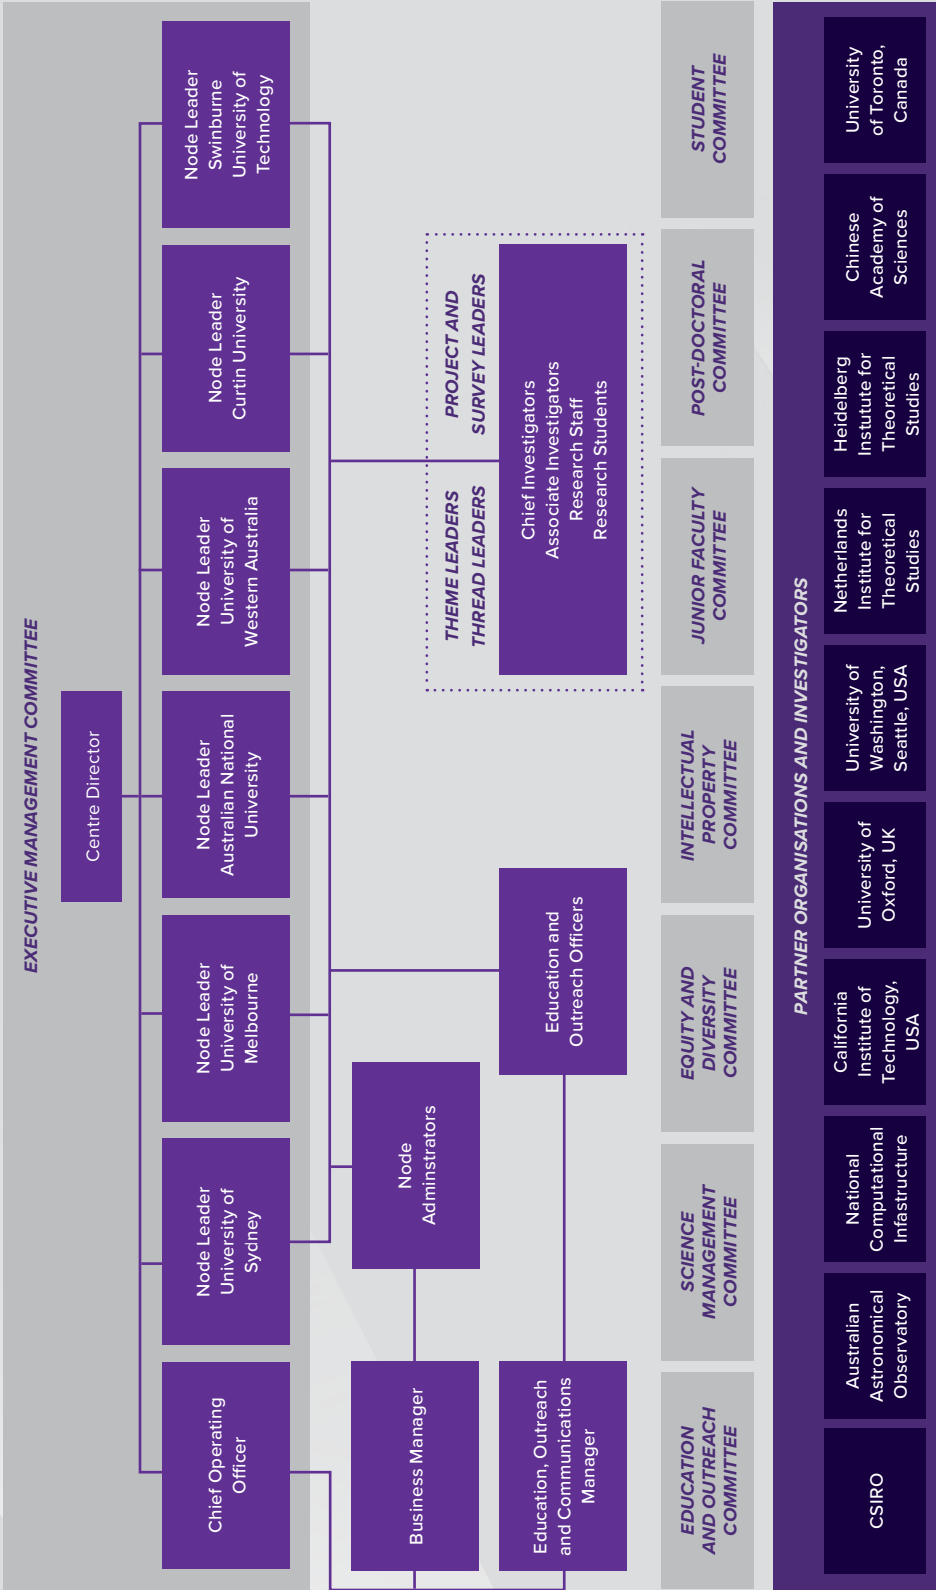 EXECUTIVE MANAGEMENT COMMITTEE
Centre Director
Chief Operating
Officer
Node Leader
University of
Sydney
Node Leader
University of
Melbourne
Node Leader
Australian National
University
Node Leader
University of
Western Australia
Node Leader
Curtin University
Node Leader
Swinburne
University of
Technology
Business Manager
Node
Adminstrators
THEME LEADERS
THREAD LEADERS
PROJECT AND
SURVEY LEADERS
Education, Outreach
and Communications
Manager
Education and
Outreach Officers
Chief Investigators
Associate Investigators
Research Staff
Research Students
EDUCATION
AND OUTREACH
COMMITTEE
SCIENCE
MANAGEMENT
COMMITTEE
EQUITY AND
DIVERSITY
COMMITTEE
INTELLECTUAL
PROPERTY
COMMITTEE
JUNIOR FACULTY
COMMITTEE
POST-DOCTORAL
COMMITTEE
STUDENT
COMMITTEE
PARTNER ORGANISATIONS AND INVESTIGATORS
CSIRO
Australian
Astronomical
Observatory
National
Computational
Infastructure
California
Institute of
Technology,
USA
University of
Oxford, UK
University of
Washington,
Seattle, USA
Netherlands
Institute for
Theoretical
Studies
Heidelberg
Instutute for
Theoretical
Studies
Chinese
Academy of
Sciences
University
of Toronto,
Canada